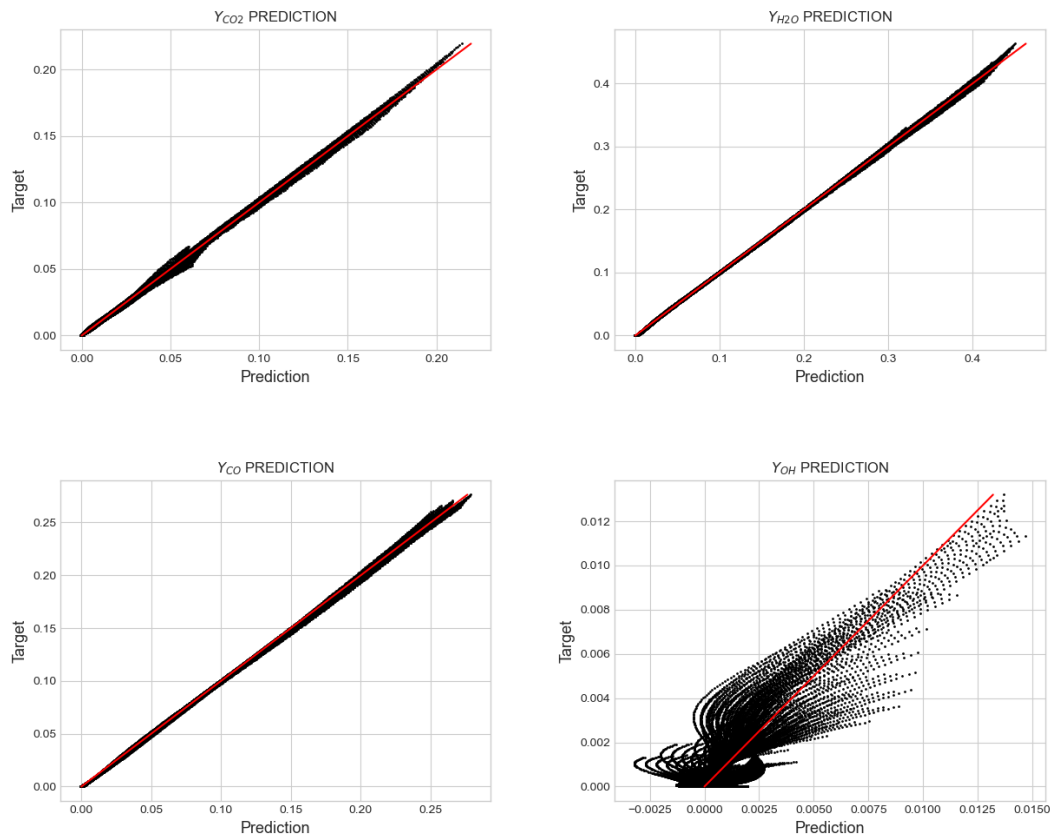 Y_CO2 PREDICTION
Target
0.20
0.15
0.10
0.05
0.00
0.00 0.05 0.10 0.15 0.20
Prediction
Y_H2O PREDICTION
Target
0.4
0.3
0.2
0.1
0.0
0.0 0.1 0.2 0.3 0.4
Prediction
Y_CO PREDICTION
Target
0.25
0.20
0.15
0.10
0.05
0.00
0.00 0.05 0.10 0.15 0.20 0.25
Prediction
Y_OH PREDICTION
Target
0.012
0.010
0.008
0.006
0.004
0.002
0.000
−0.0025 0.0000 0.0025 0.0050 0.0075 0.0100 0.0125 0.0150
Prediction